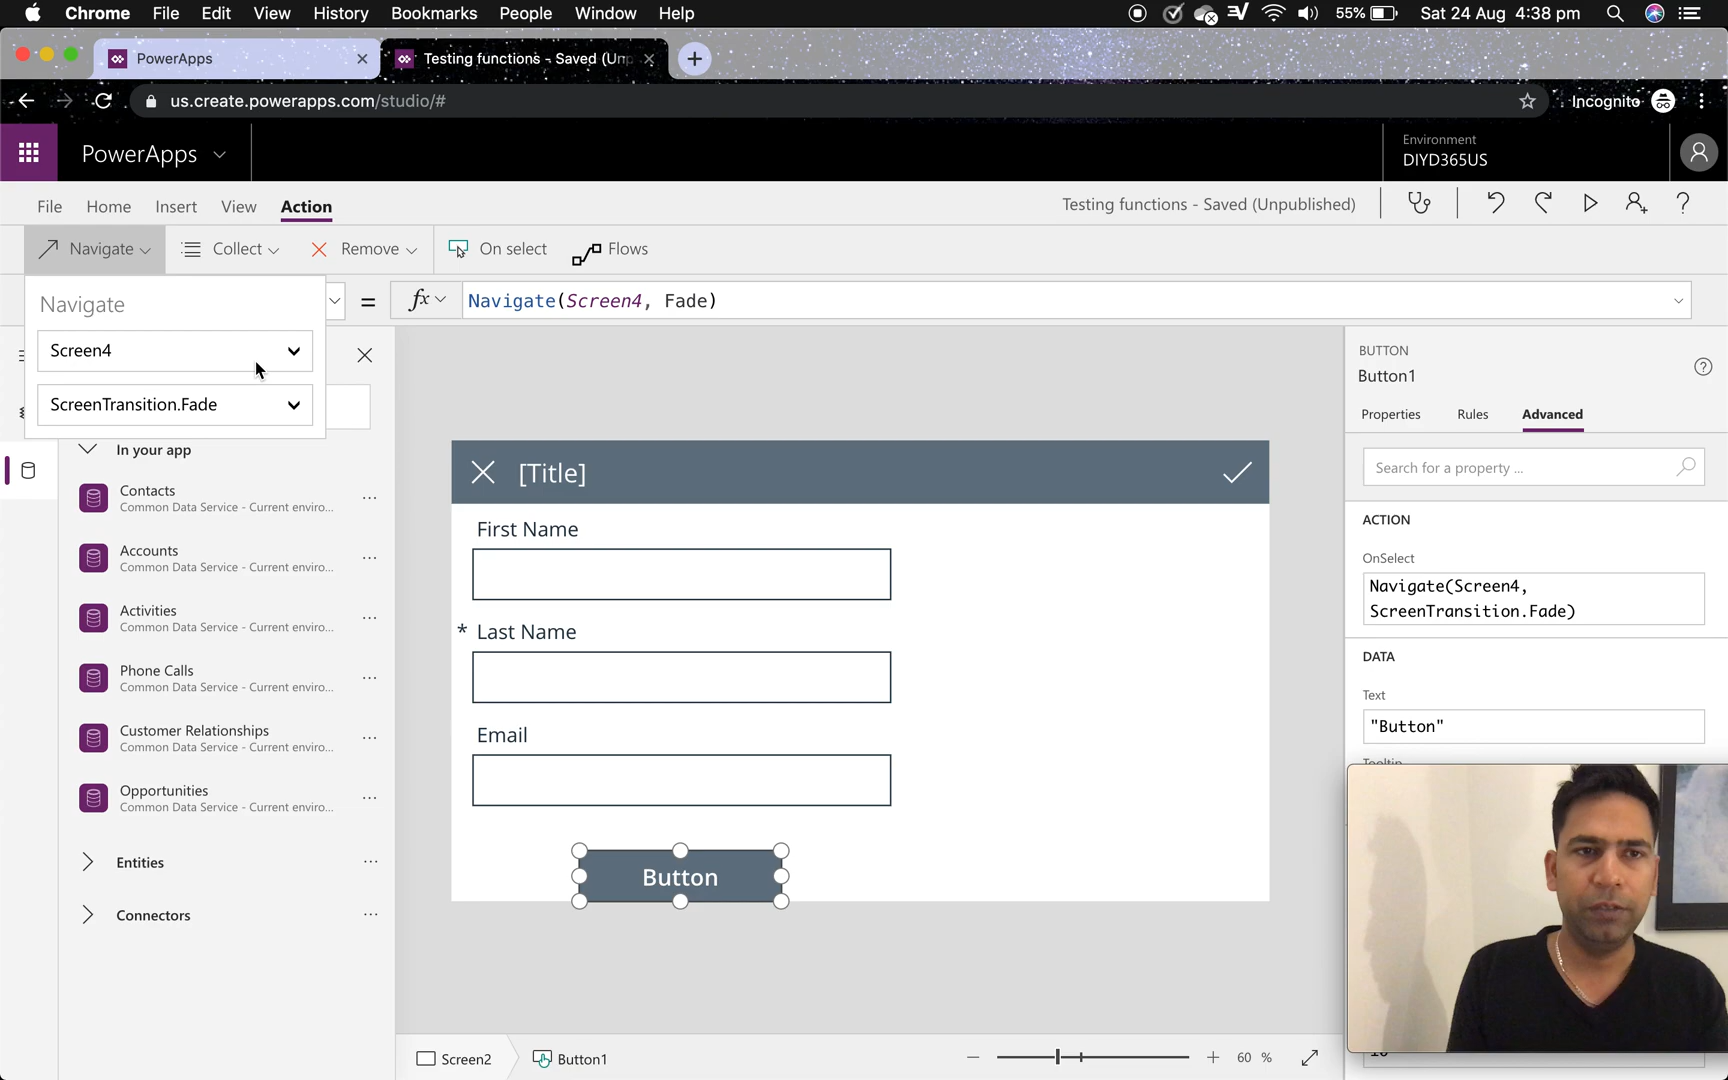 Chrome File Edit View History Bookmarks People Window Help
55% Sat 24 Aug 4:38 pm
PowerApps
Testing functions - Saved (Unp
us.create.powerapps.com/studio/#
Incognito
PowerApps
Environment
DIYD365US
File Home Insert View Action
Testing functions - Saved (Unpublished)
Navigate Collect Remove On select Flows
Navigate
= fx Navigate(Screen4, Fade)
Screen4
ScreenTransition.Fade
In your app
Contacts
Common Data Service - Current enviro...
Accounts
Common Data Service - Current enviro...
Activities
Common Data Service - Current enviro...
Phone Calls
Common Data Service - Current enviro...
Customer Relationships
Common Data Service - Current enviro...
Opportunities
Common Data Service - Current enviro...
Entities
Connectors
[Title]
First Name
* Last Name
Email
Button
BUTTON
Button1
Properties Rules Advanced
Search for a property ...
ACTION
OnSelect
Navigate(Screen4,
ScreenTransition.Fade)
DATA
Text
"Button"
Tooltip
Screen2 Button1
60 %